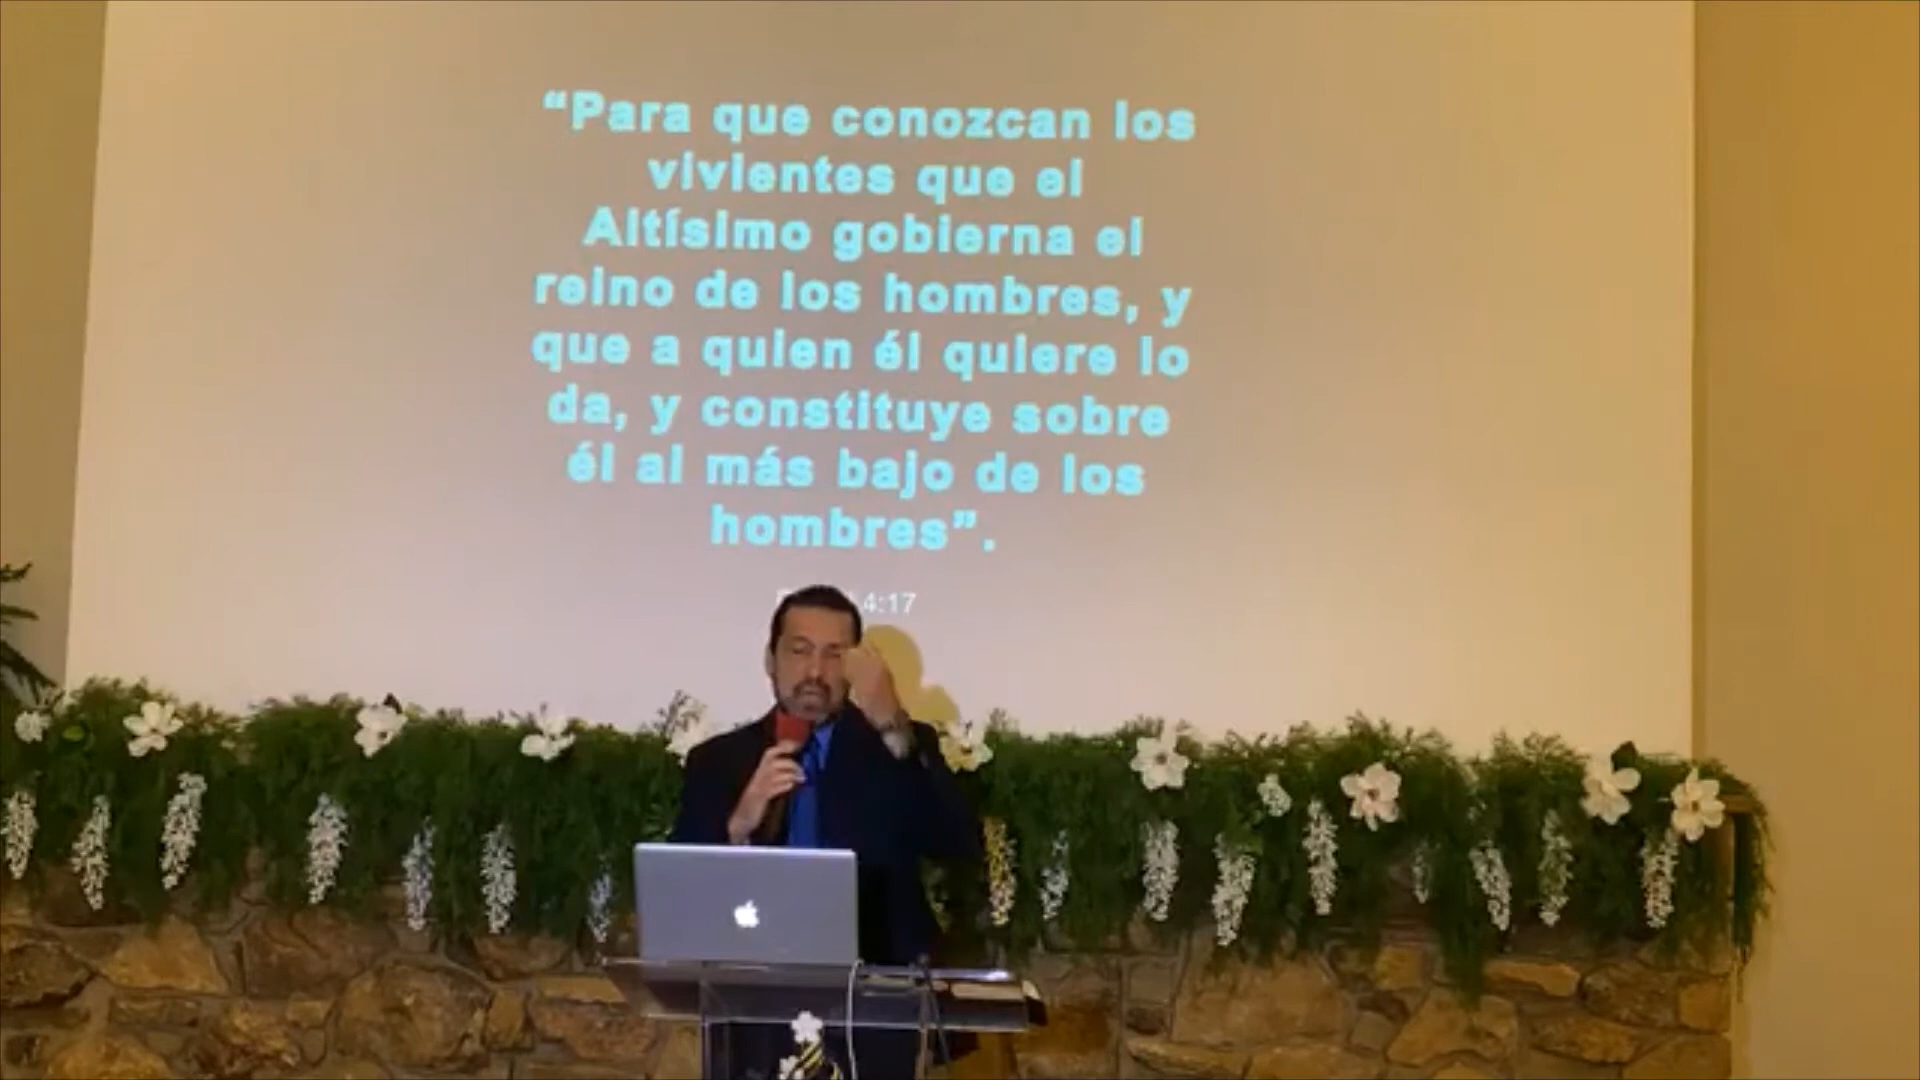 “Para que conozcan los
vivientes que el
Altísimo gobierna el
reino de los hombres, y
que a quien él quiere lo
da, y constituye sobre
él al más bajo de los
hombres”.
4:17